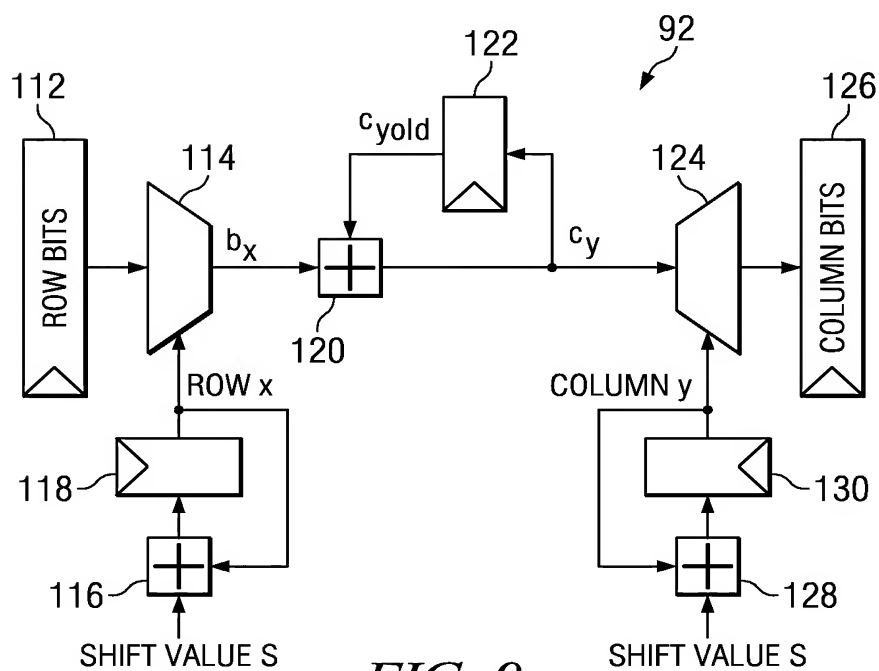 92
122
112
126
c_yold
114
124
ROW BITS
b_x
c_y
COLUMN BITS
120
ROW x
COLUMN y
118
130
116
128
SHIFT VALUE S
SHIFT VALUE S